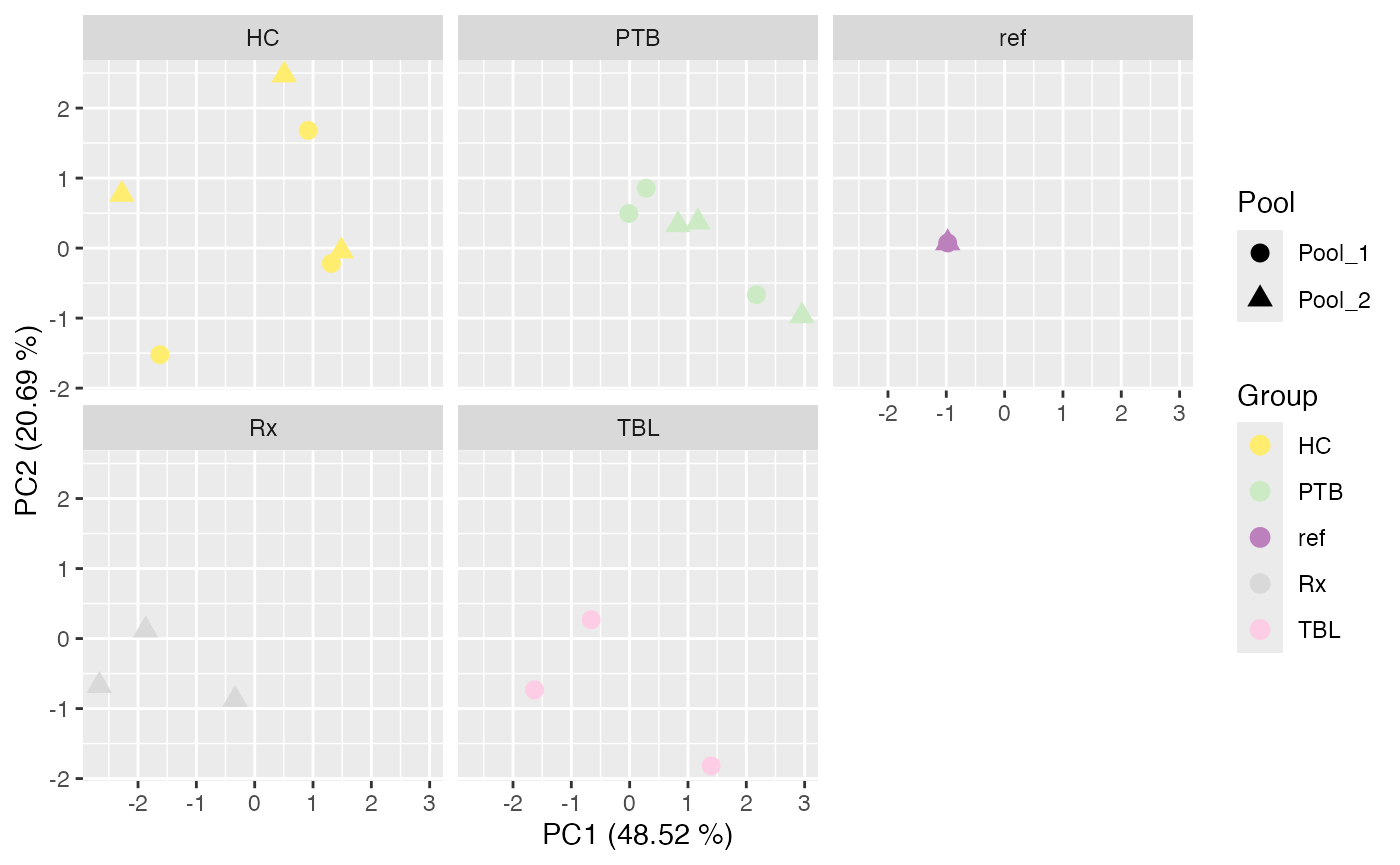 HC
PTB
ref
2
1
0
-1
-2
-2 -1 0 1 2 3
Rx
TBL
2
1
0
-1
-2
-2 -1 0 1 2 3
-2 -1 0 1 2 3
PC1 (48.52 %)
PC2 (20.69 %)
Pool
Pool_1
Pool_2
Group
HC
PTB
ref
Rx
TBL